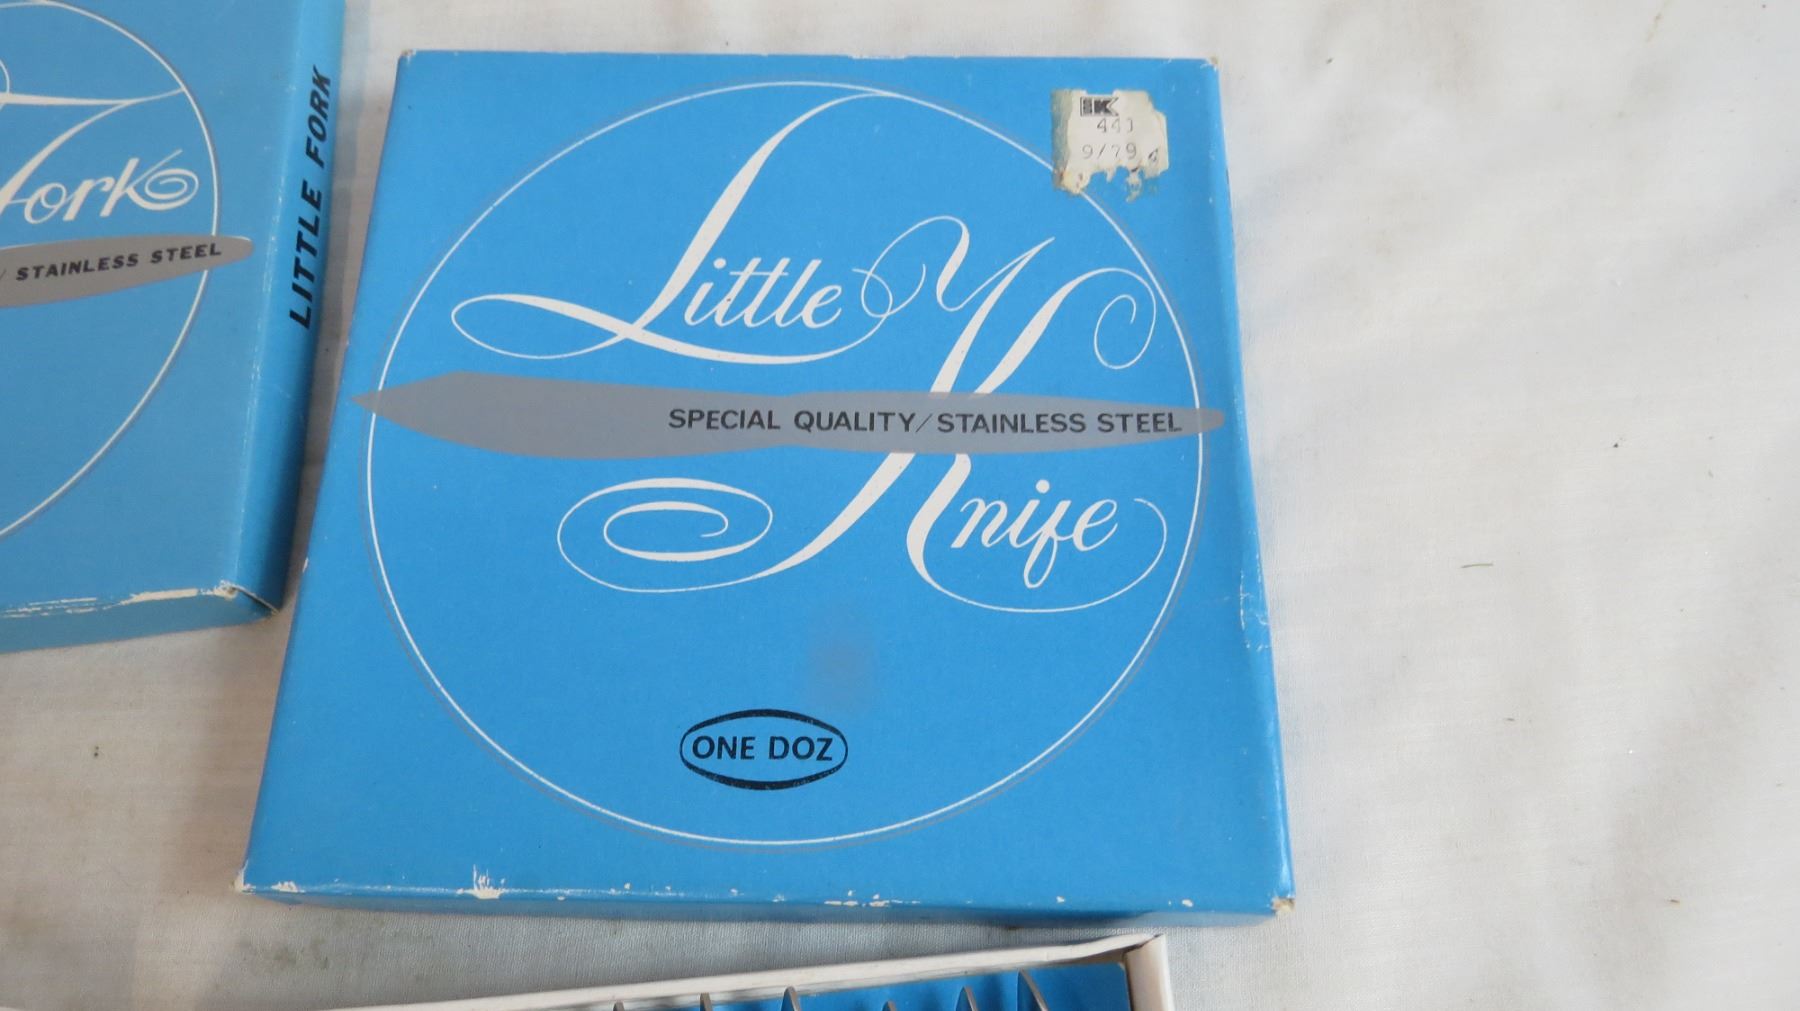 Fork
STAINLESS STEEL
LITTLE FORK
Little
Knife
SPECIAL QUALITY/STAINLESS STEEL
ONE DOZ
K
441
9/79